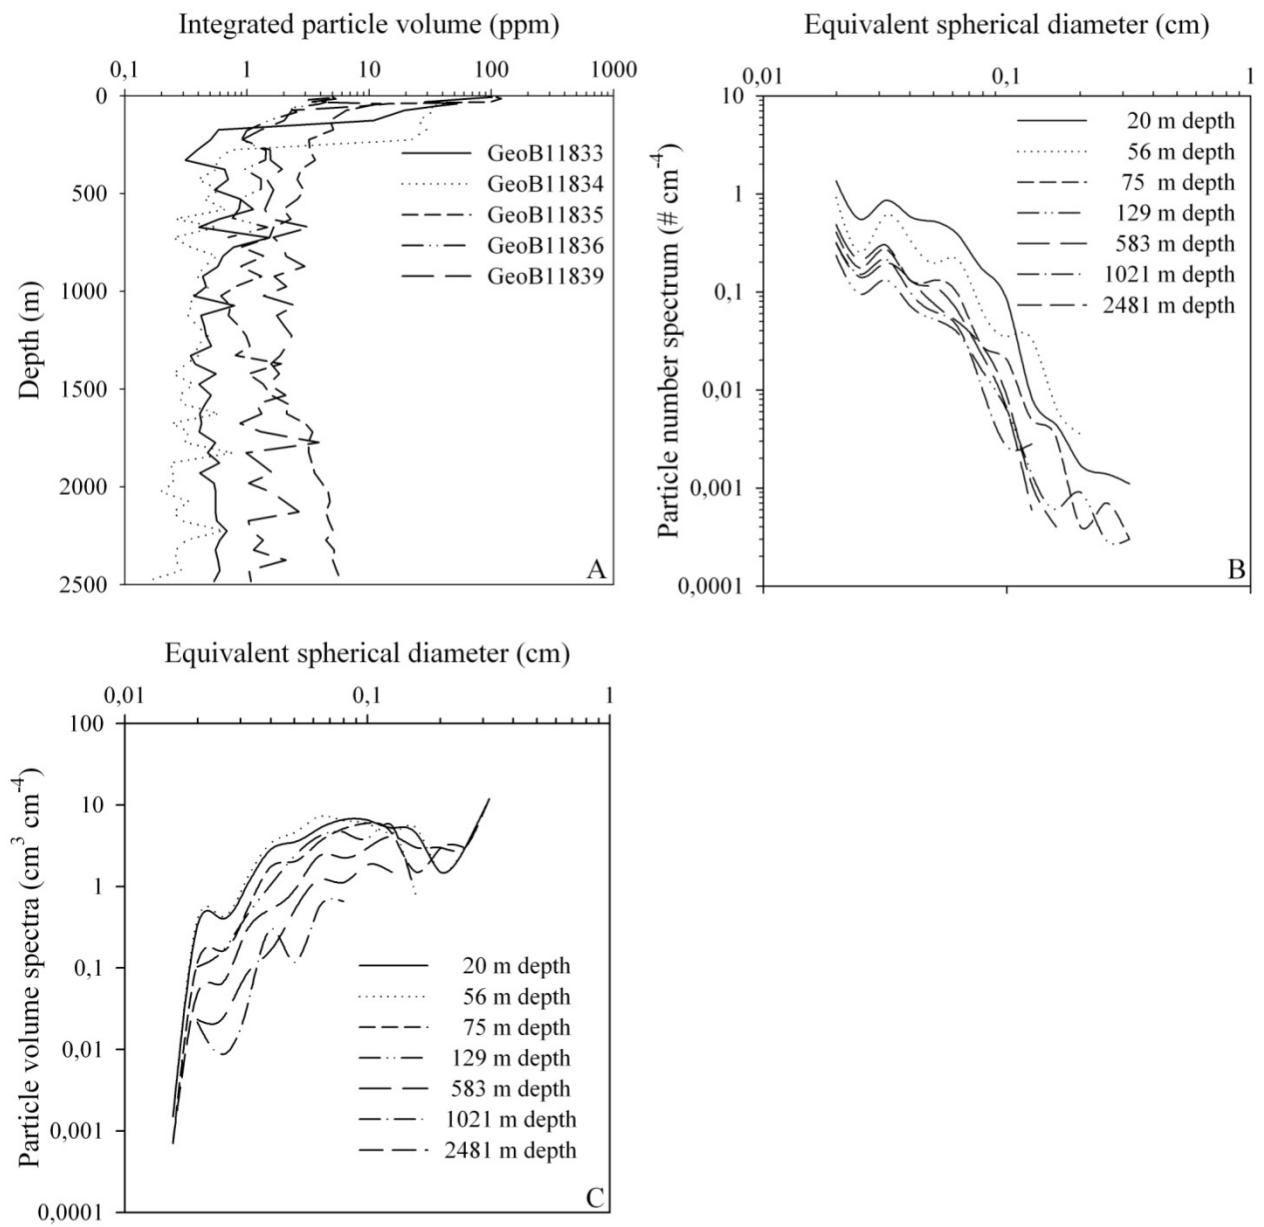 Integrated particle volume (ppm)
0,1 1 10 100 1000
0
500
1000
1500
2000
2500
Depth (m)
GeoB11833
GeoB11834
GeoB11835
GeoB11836
GeoB11839
A
Equivalent spherical diameter (cm)
0,01 0,1 1
10
1
0,1
0,01
0,001
0,0001
Particle number spectrum (# cm-4)
20 m depth
56 m depth
75 m depth
129 m depth
583 m depth
1021 m depth
2481 m depth
B
Equivalent spherical diameter (cm)
0,01 0,1 1
100
10
1
0,1
0,01
0,001
0,0001
Particle volume spectra (cm3 cm-4)
20 m depth
56 m depth
75 m depth
129 m depth
583 m depth
1021 m depth
2481 m depth
C